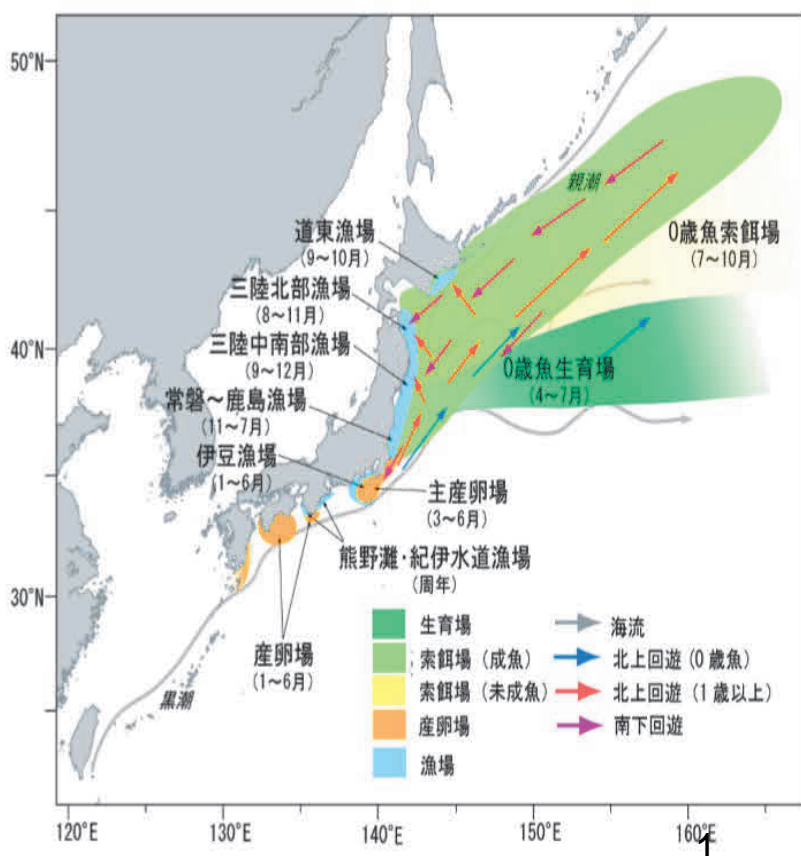 50°N
親潮
道東漁場
(9～10月)
0歳魚索餌場
(7～10月)
三陸北部漁場
(8～11月)
40°N
三陸中南部漁場
(9～12月)
0歳魚生育場
(4～7月)
常磐～鹿島漁場
(11～7月)
伊豆漁場
(1～6月)
主産卵場
(3～6月)
熊野灘・紀伊水道漁場
(周年)
30°N
産卵場
(1～6月)
黒潮
生育場
索餌場(成魚)
索餌場(未成魚)
産卵場
漁場
海流
北上回遊(0歳魚)
北上回遊(1歳以上)
南下回遊
120°E
130°E
140°E
150°E
160°E
1